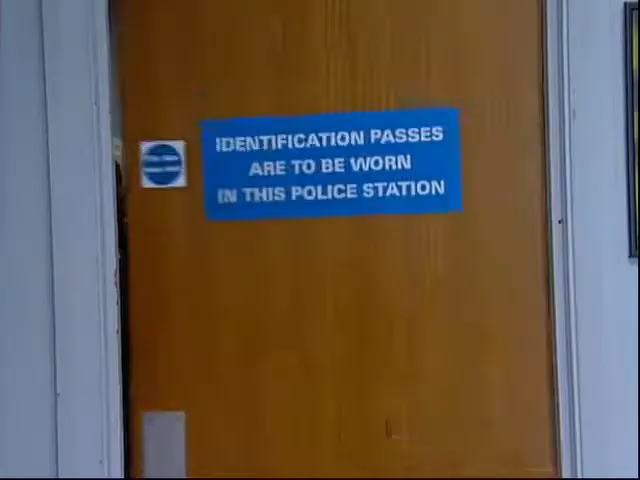 IDENTIFICATION PASSES
ARE TO BE WORN
IN THIS POLICE STATION